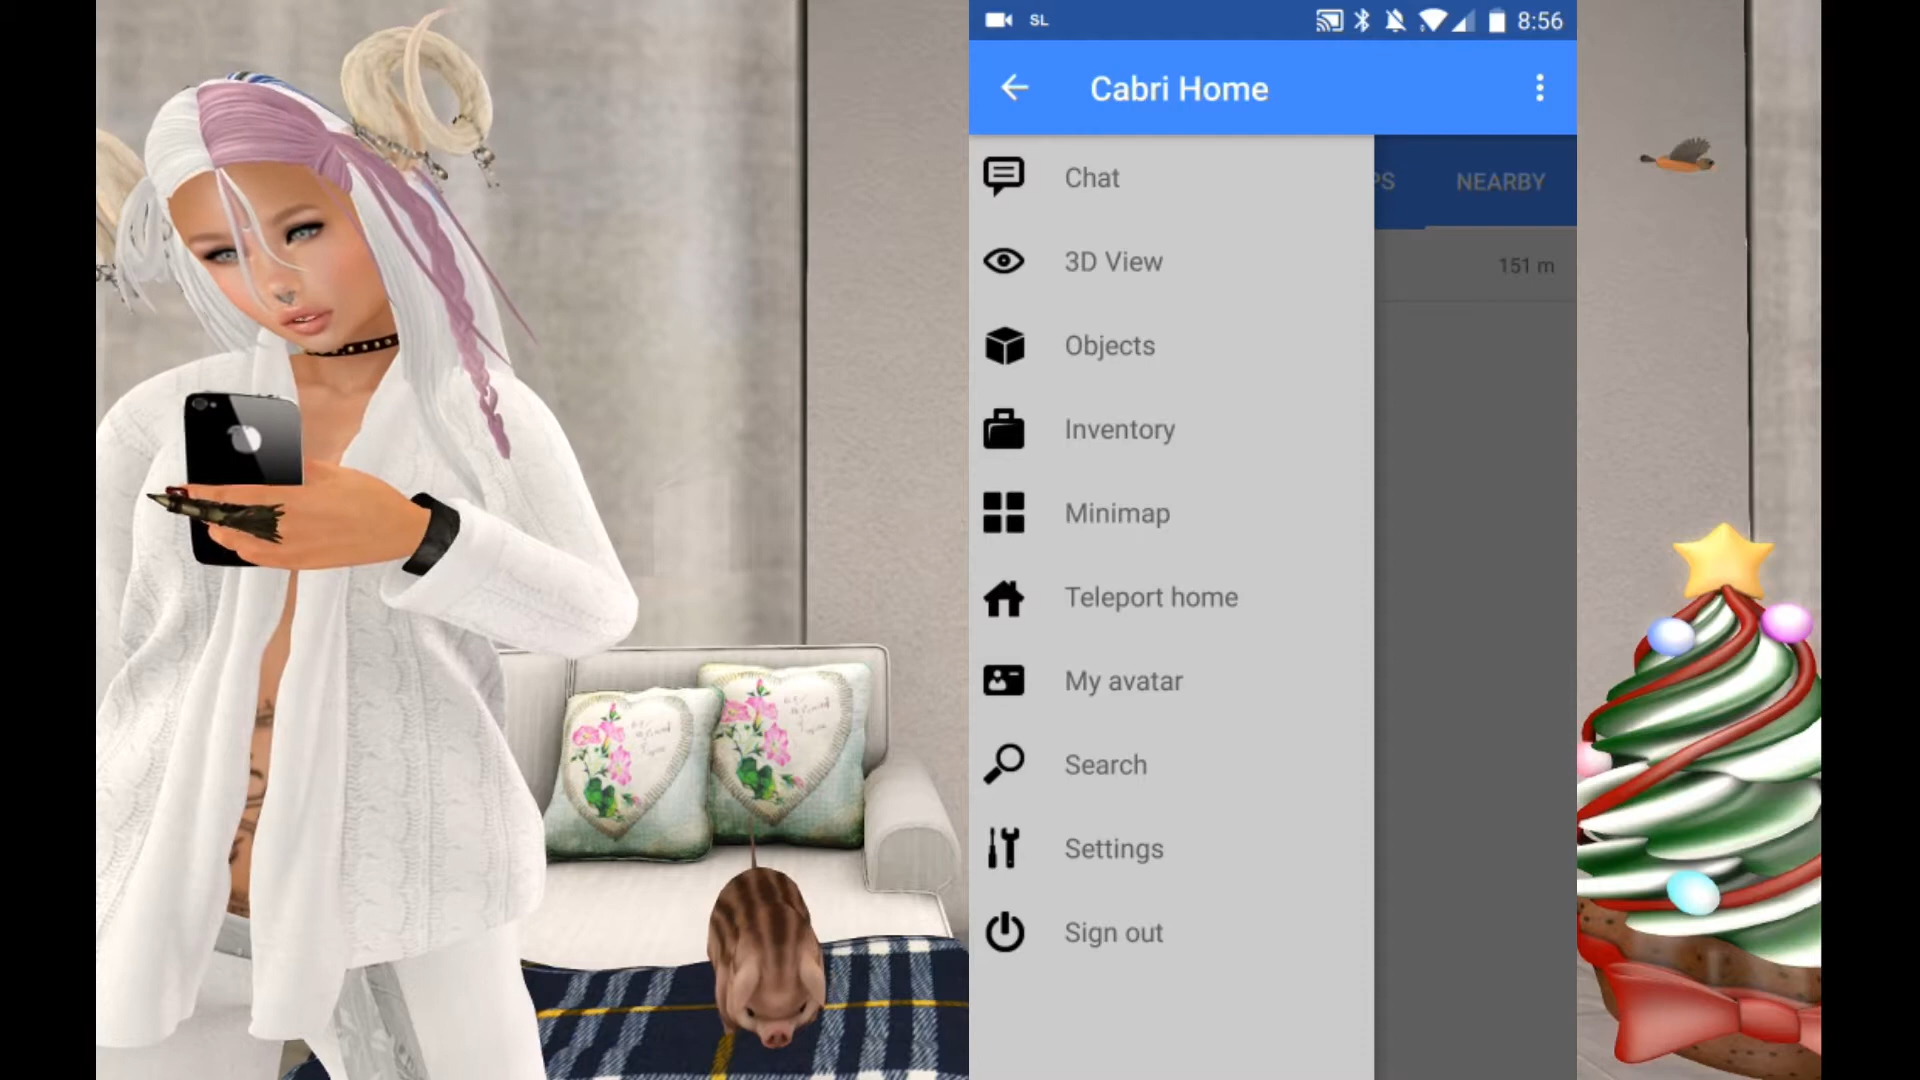 SL
8:56
Cabri Home
PS NEARBY
151 m
Chat
3D View
Objects
Inventory
Minimap
Teleport home
My avatar
Search
Settings
Sign out